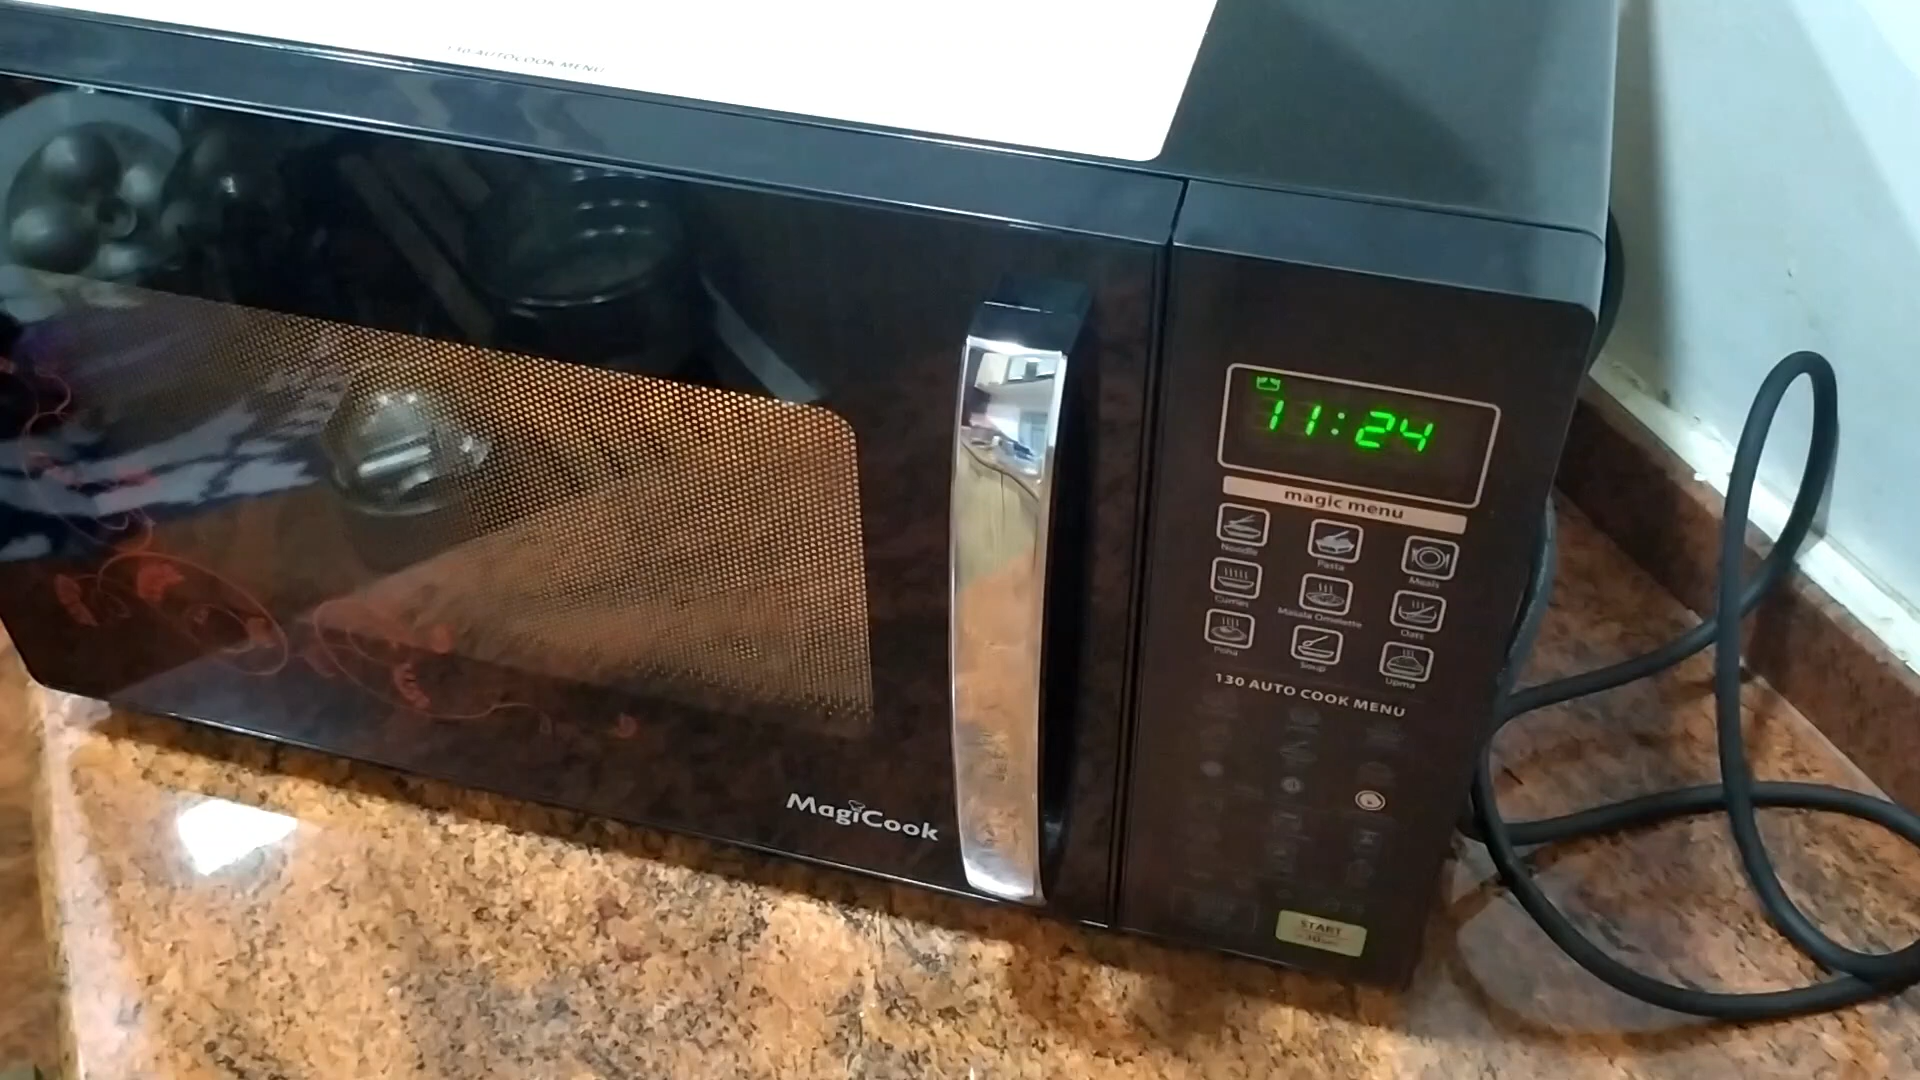 130 AUTOCOOK MENU
11:24
magic menu
Noodle
Pasta
Meals
Curries
Masala Omelette
Oats
Poha
Soup
Upma
130 AUTO COOK MENU
MagiCook
START